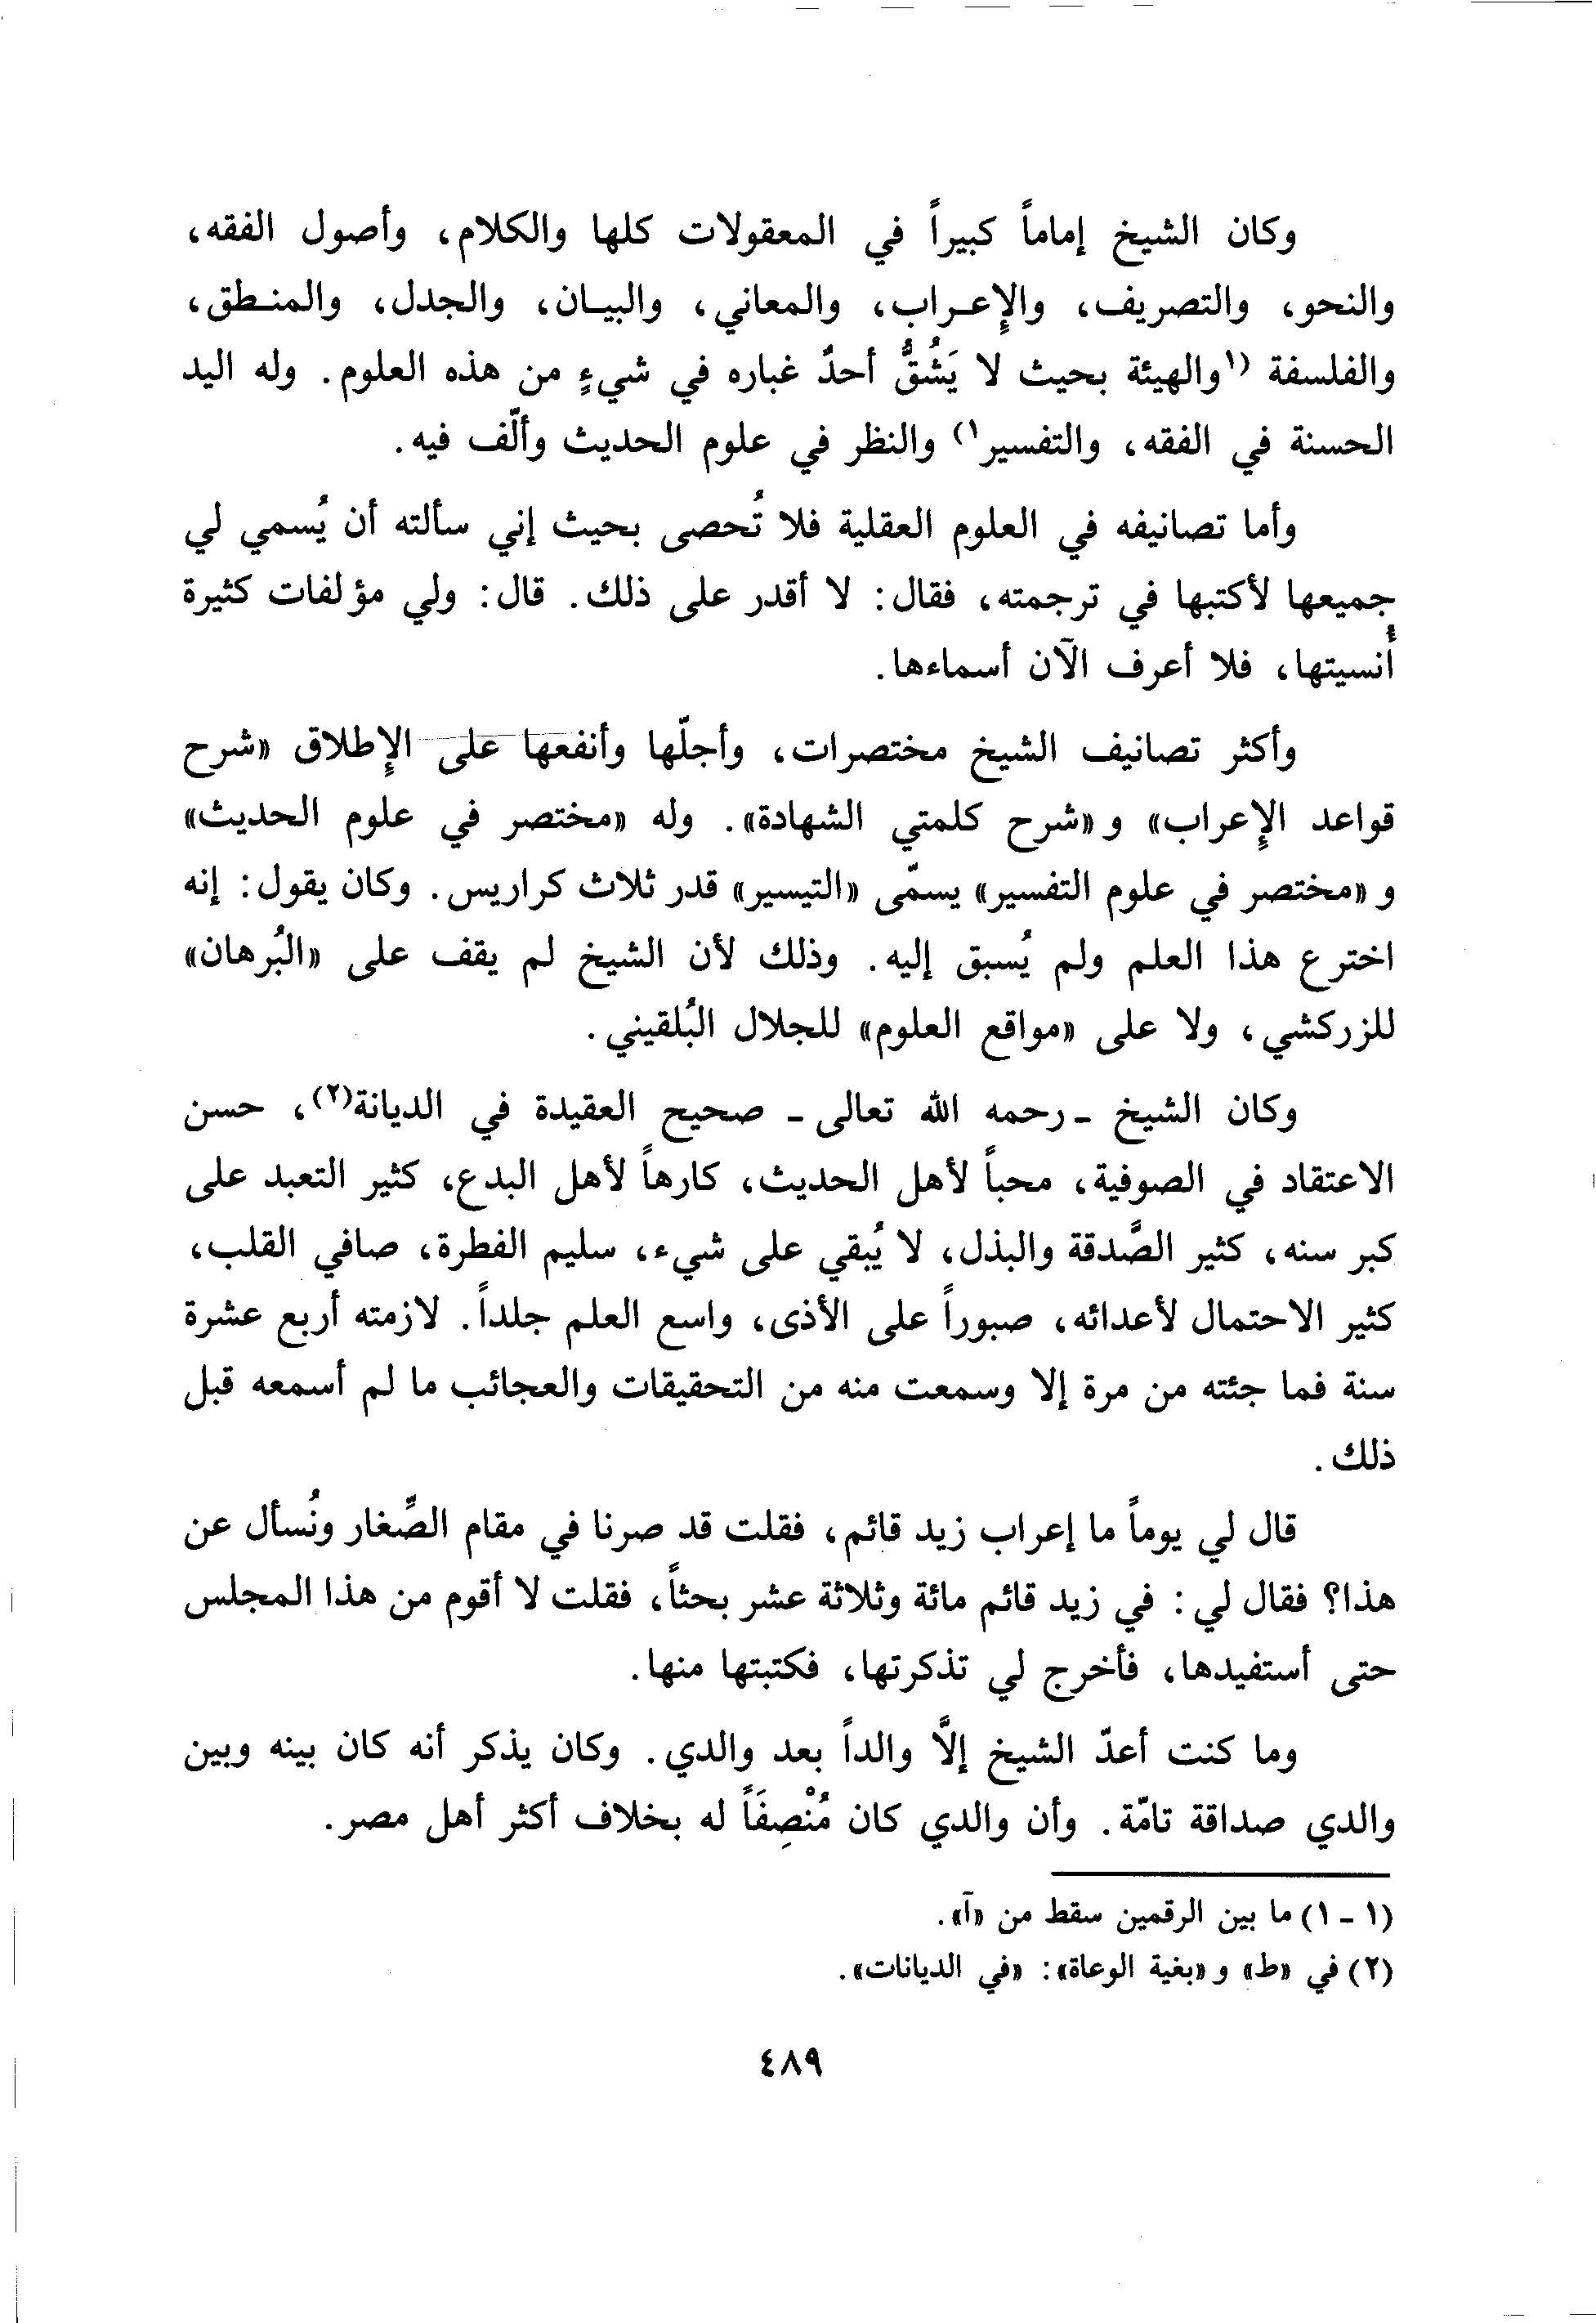 وكان الشيخ إماماً كبيراً في المعقولات كلها والكلام، وأصول الفقه،
والنحو، والتصريف، والإعـراب، والمعاني، والبيـان، والجدل، والمنـطق،
والفلسفة (١والهيئة بحيث لا يَشُقُّ أحدٌ غباره في شيءٍ من هذه العلوم. وله اليد
الحسنة في الفقه، والتفسير١) والنظر في علوم الحديث وألّف فيه.
وأما تصانيفه في العلوم العقلية فلا تُحصى بحيث إني سألته أن يُسمي لي
جميعها لأكتبها في ترجمته، فقال: لا أقدر على ذلك. قال: ولي مؤلفات كثيرة
أُنسيتها، فلا أعرف الآن أسماءها.
وأكثر تصانيف الشيخ مختصرات، وأجلّها وأنفعها على الإطلاق «شرح
قواعد الإعراب» و «شرح كلمتي الشهادة». وله «مختصر في علوم الحديث»
و «مختصر في علوم التفسير» يسمّى «التيسير» قدر ثلاث كراريس. وكان يقول: إنه
اخترع هذا العلم ولم يُسبق إليه. وذلك لأن الشيخ لم يقف على «البُرهان»
للزركشي، ولا على «مواقع العلوم» للجلال البُلقيني.
وكان الشيخ - رحمه الله تعالى - صحيح العقيدة في الديانة(٢)، حسن
الاعتقاد في الصوفية، محباً لأهل الحديث، كارهاً لأهل البدع، كثير التعبد على
كبر سنه، كثير الصَّدقة والبذل، لا يُبقي على شيء، سليم الفطرة، صافي القلب،
كثير الاحتمال لأعدائه، صبوراً على الأذى، واسع العلم جلداً. لازمته أربع عشرة
سنة فما جئته من مرة إلا وسمعت منه من التحقيقات والعجائب ما لم أسمعه قبل
ذلك.
قال لي يوماً ما إعراب زيد قائم، فقلت قد صرنا في مقام الصِّغار ونُسأل عن
هذا؟ فقال لي: في زيد قائم مائة وثلاثة عشر بحثاً، فقلت لا أقوم من هذا المجلس
حتى أستفيدها، فأخرج لي تذكرتها، فكتبتها منها.
وما كنت أعدّ الشيخ إلَّا والداً بعد والدي. وكان يذكر أنه كان بينه وبين
والدي صداقة تامّة. وأن والدي كان مُنْصِفَاً له بخلاف أكثر أهل مصر.
(١ - ١) ما بين الرقمين سقط من «آ».
(٢) في «ط» و «بغية الوعاة»: «في الديانات».
٤٨٩